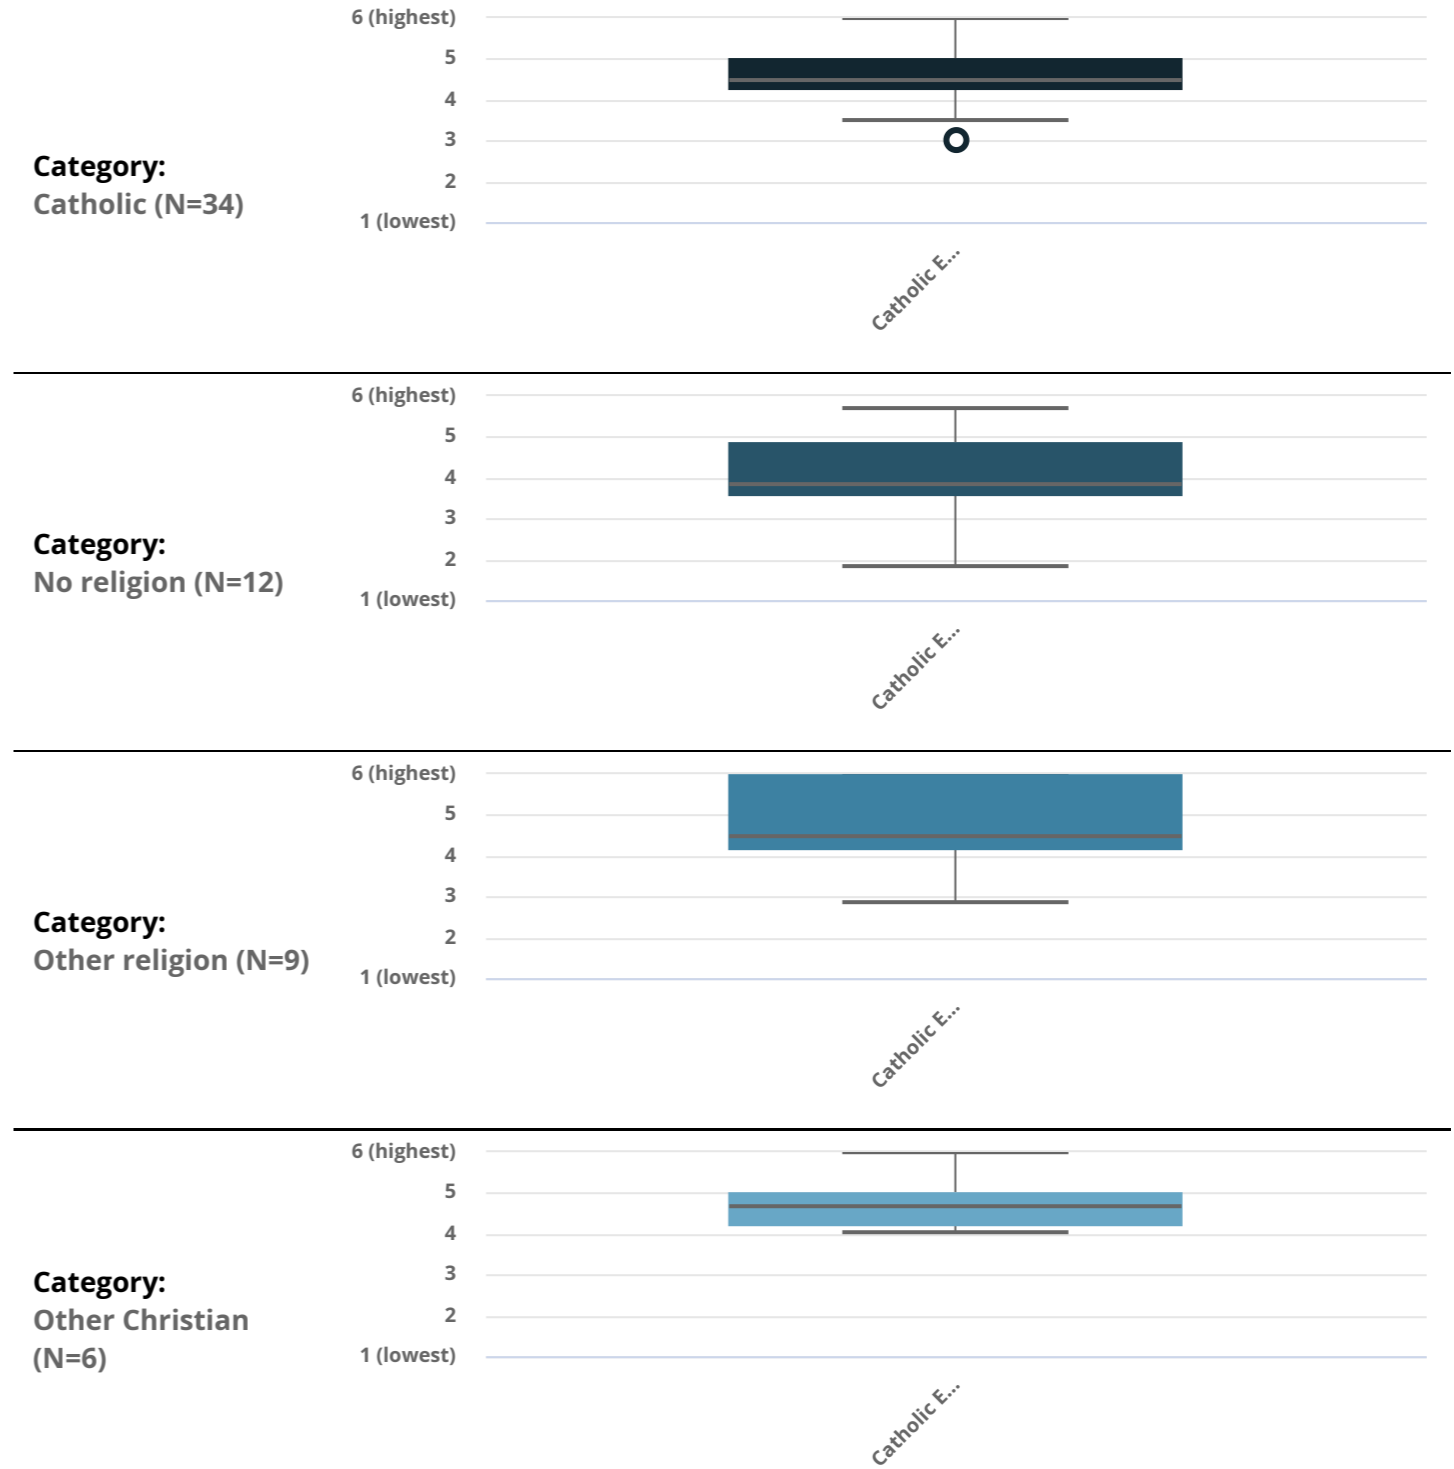 6 (highest)
5
4
3
2
1 (lowest)
Category:
Catholic (N=34)
Catholic E...
6 (highest)
5
4
3
2
1 (lowest)
Category:
No religion (N=12)
Catholic E...
6 (highest)
5
4
3
2
1 (lowest)
Category:
Other religion (N=9)
Catholic E...
6 (highest)
5
4
3
2
1 (lowest)
Category:
Other Christian
(N=6)
Catholic E...